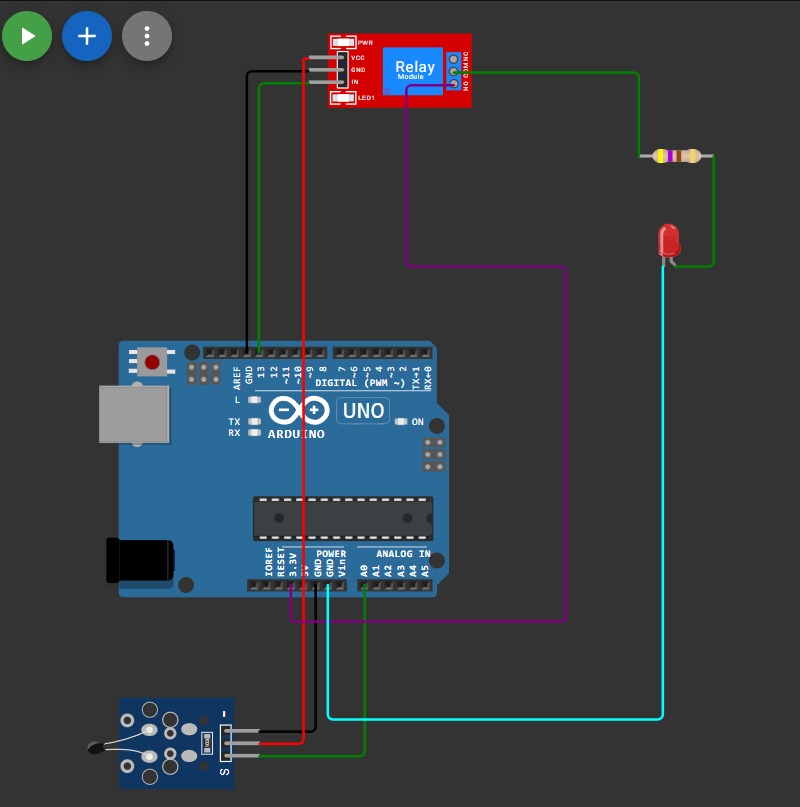 PWR
VCC
GND
IN
LED1
Relay
Module
NC
COM
NO
AREF
GND
13
12
~11
~10
~9
8
7
~6
~5
4
~3
2
TX→1
RX←0
DIGITAL (PWM ~)
L
TX
RX
UNO
ON
ARDUINO
IOREF
RESET
3.3V
5V
GND
GND
Vin
POWER
ANALOG IN
A0
A1
A2
A3
A4
A5
-
S